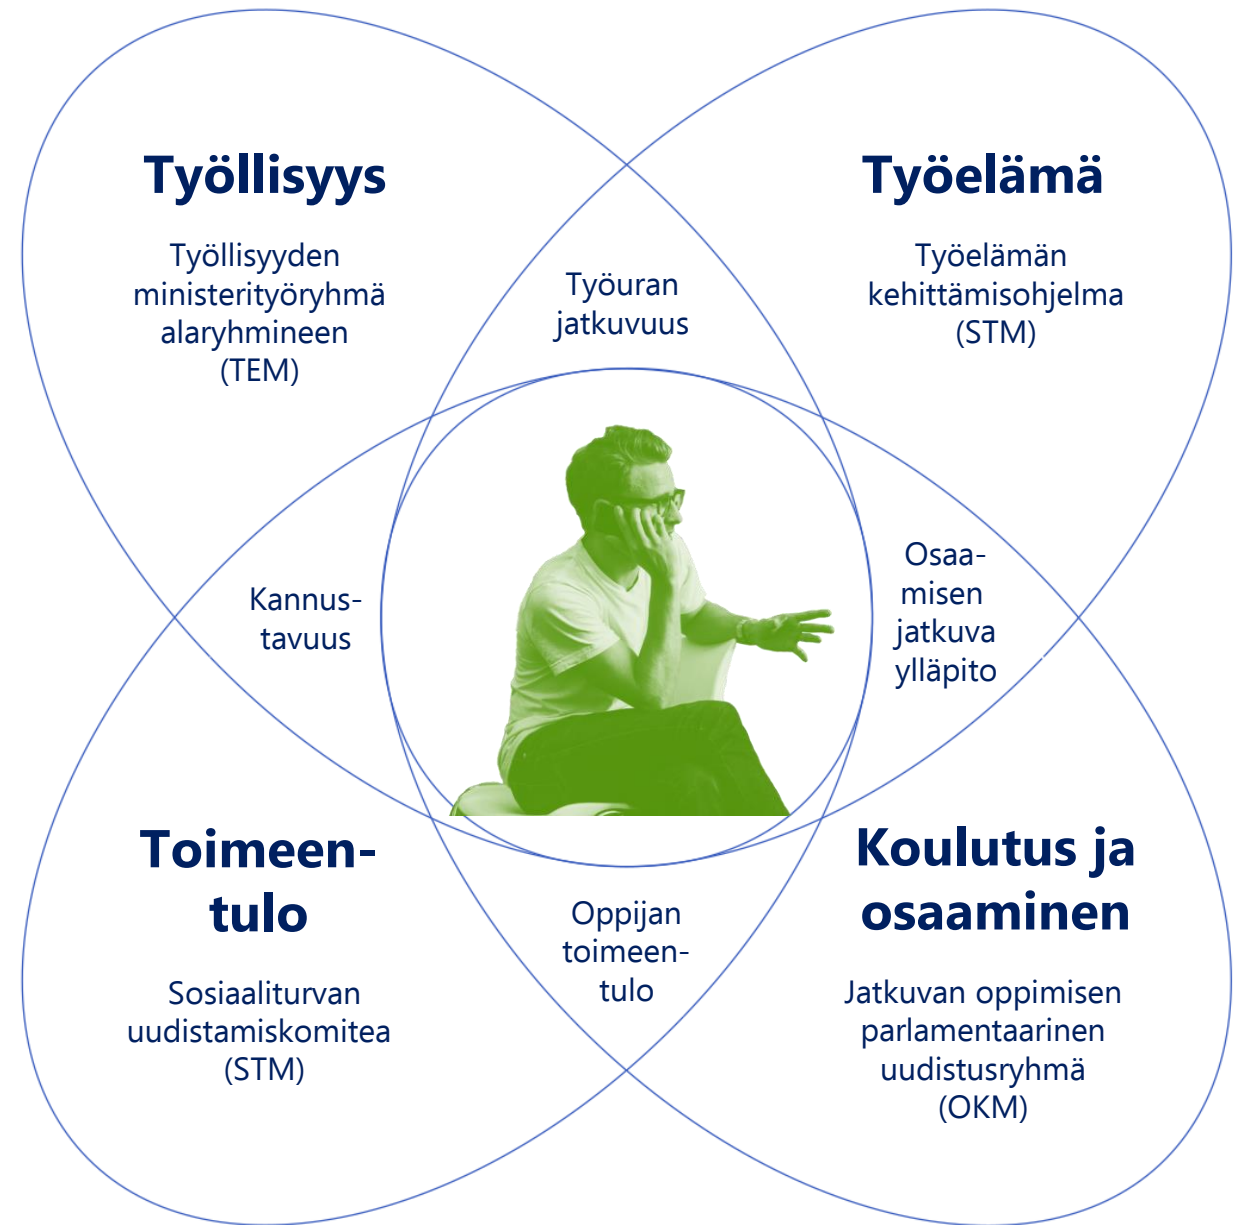 Työllisyys
Työllisyyden
ministerityöryhmä
alaryhmineen
(TEM)
Työelämä
Työelämän
kehittämisohjelma
(STM)
Työuran
jatkuvuus
Kannus-
tavuus
Osaa-
misen
jatkuva
ylläpito
Toimeen-
tulo
Sosiaaliturvan
uudistamiskomitea
(STM)
Oppijan
toimeen-
tulo
Koulutus ja
osaaminen
Jatkuvan oppimisen
parlamentaarinen
uudistusryhmä
(OKM)